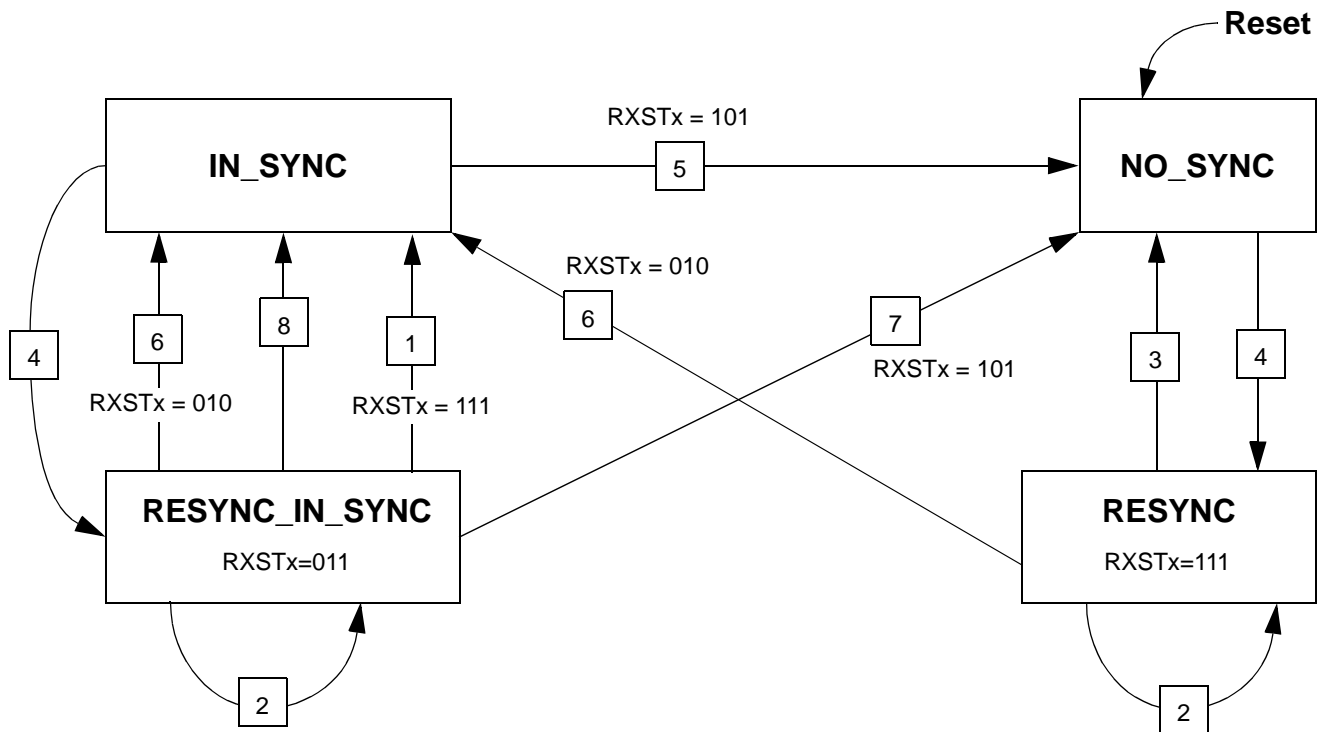 Reset
RXSTx = 101
IN_SYNC
5
NO_SYNC
RXSTx = 010
6
7
RXSTx = 101
4
6
8
1
3
4
RXSTx = 010
RXSTx = 111
RESYNC_IN_SYNC
RXSTx=011
RESYNC
RXSTx=111
2
2